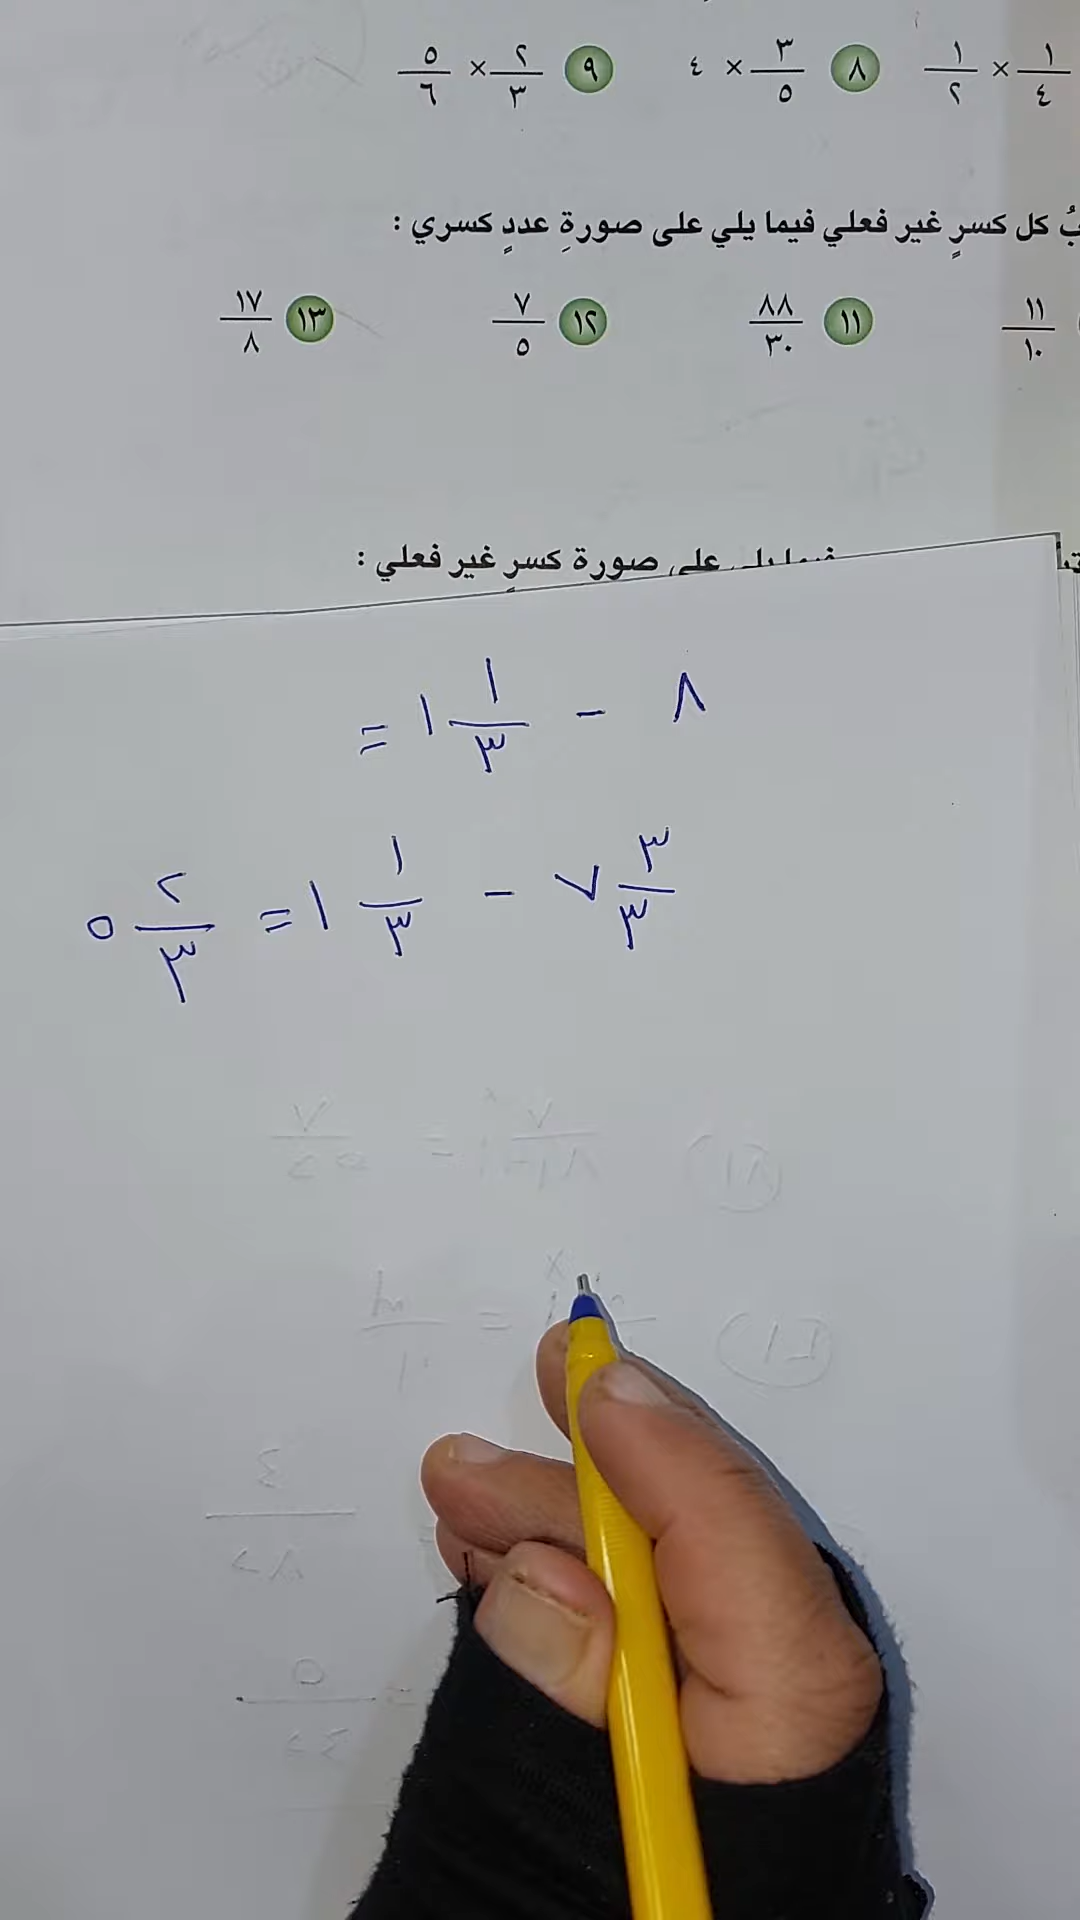 ١/٤ × ١/٢ ٨ ٣/٥ × ٤ ٩ ٢/٣ × ٥/٦
كل كسرٍ غير فعلي فيما يلي على صورةِ عددٍ كسري :
١١/١٠ ١١ ٨٨/٣٠ ١٢ ٧/٥ ١٣ ١٧/٨
فيما يلي على صورة كسرٍ غير فعلي :
٨ - ١ ١/٣ =
٧ ٣/٣ - ١ ١/٣ = ٥ ٢/٣